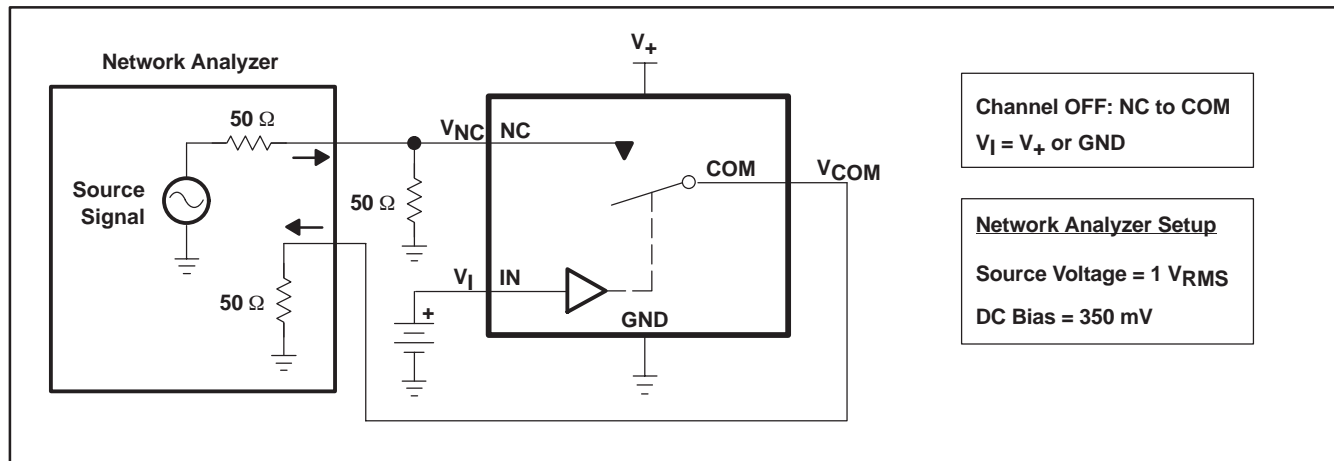 Network Analyzer
50 Ω
Source
Signal
50 Ω
50 Ω
V+
VNC NC
COM
VCOM
VI IN
+
GND
Channel OFF: NC to COM
VI = V+ or GND
Network Analyzer Setup
Source Voltage = 1 VRMS
DC Bias = 350 mV